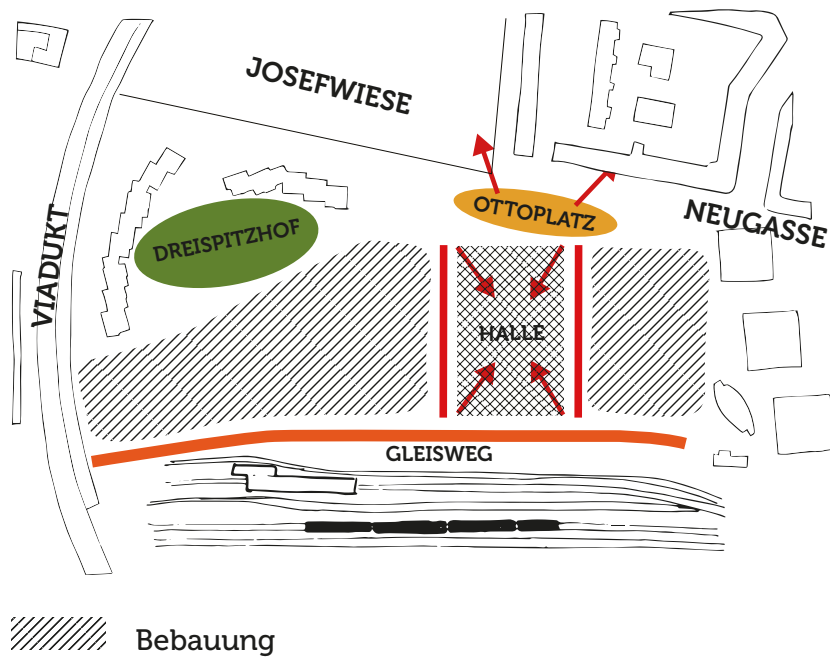 JOSEFWIESE
VIADUKT
DREISPITZHOF
OTTOPLATZ
NEUGASSE
HALLE
GLEISWEG
Bebauung